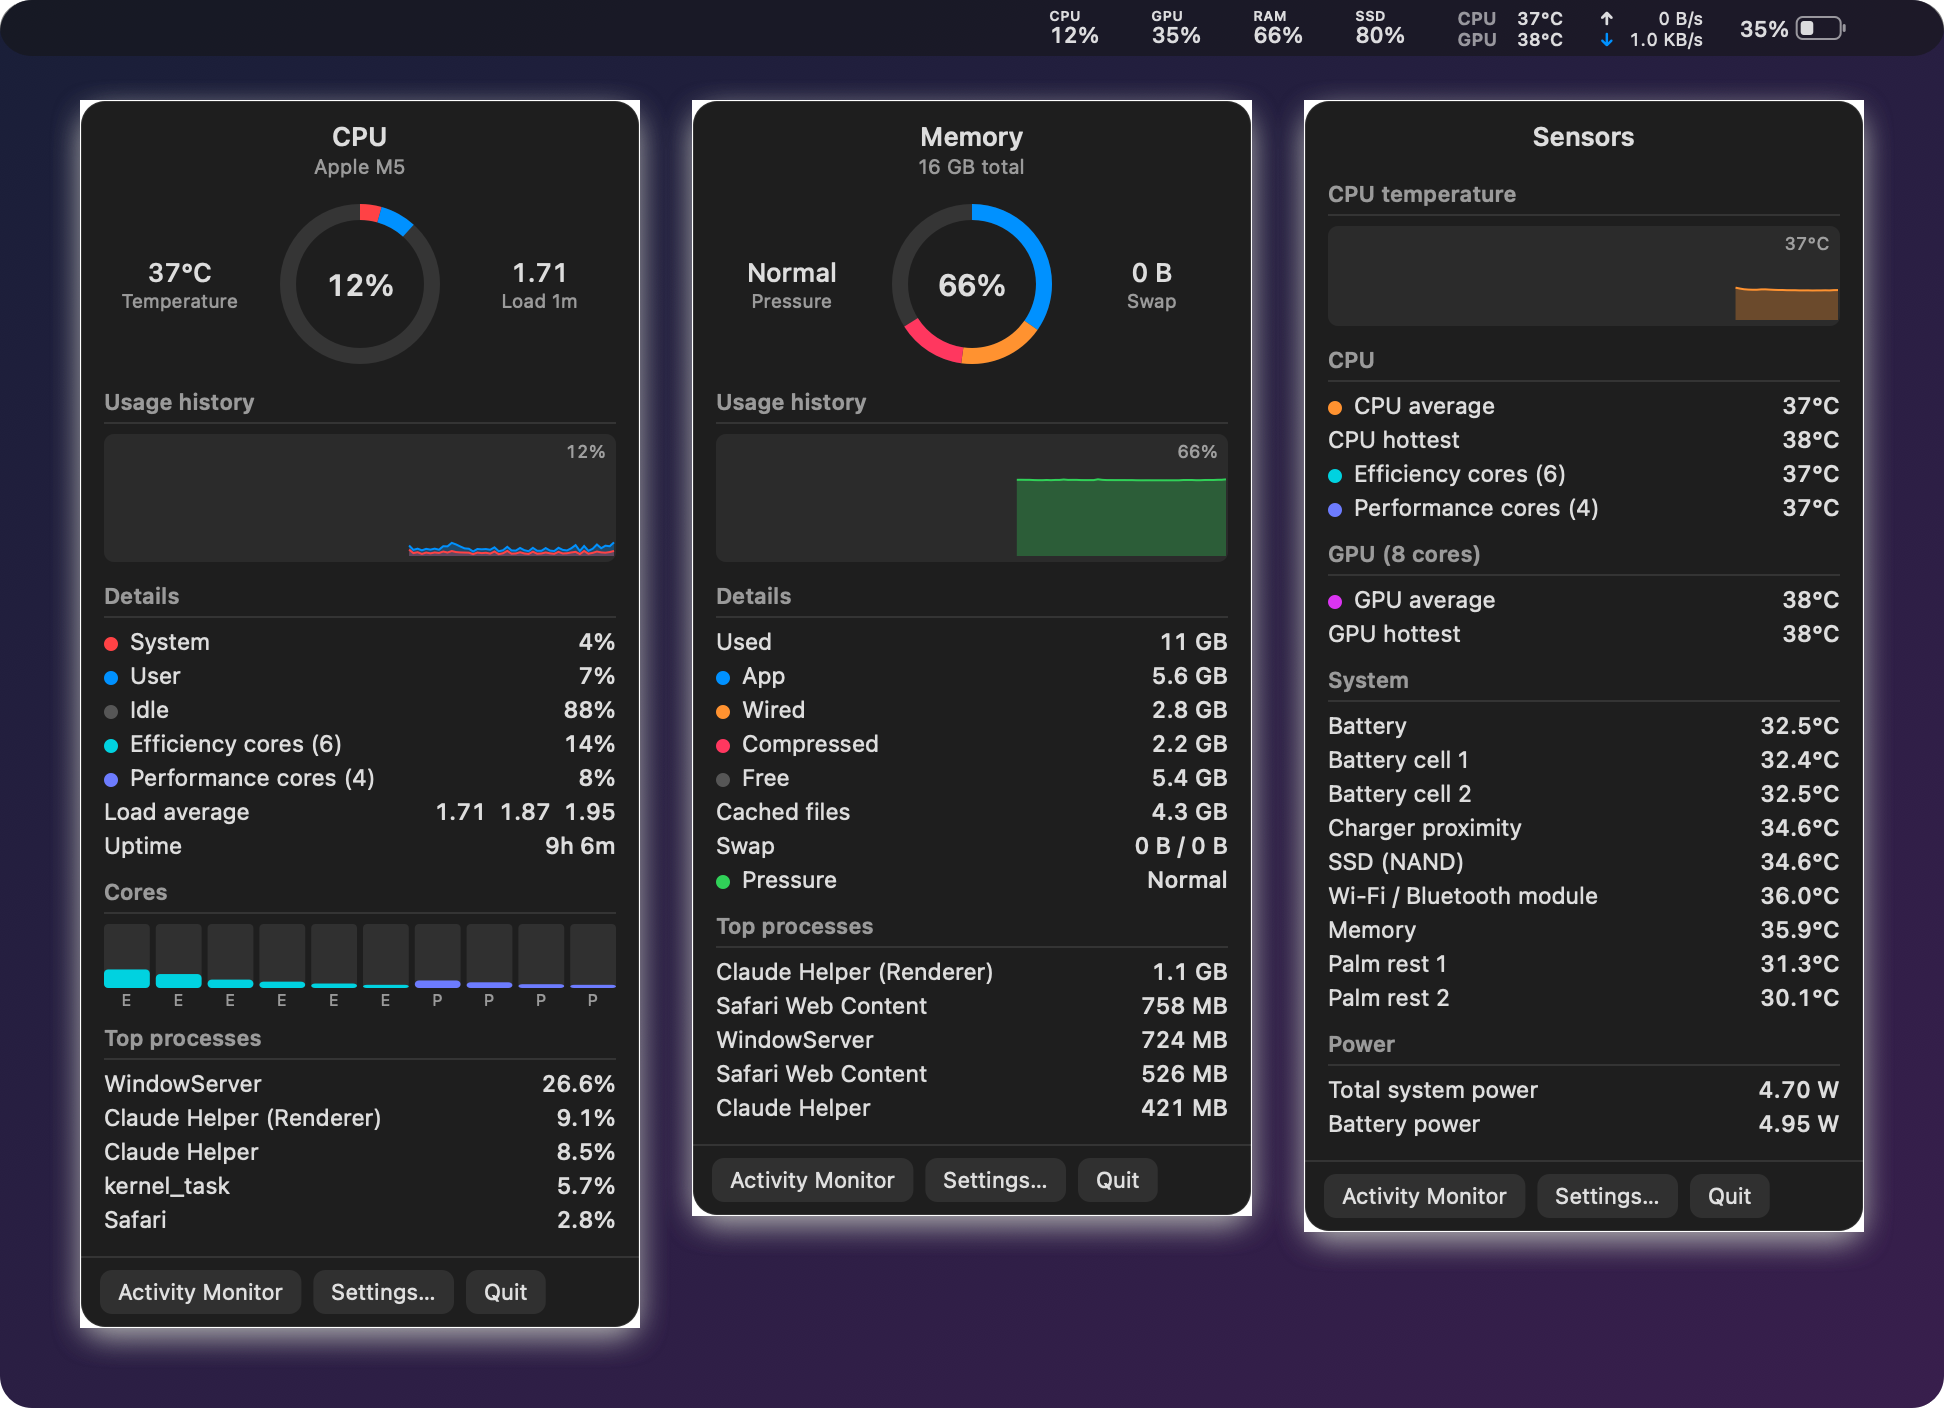 CPU 12% GPU 35% RAM 66% SSD 80% CPU 37°C GPU 38°C ↑ 0 B/s ↓ 1.0 KB/s 35%
CPU
Apple M5
37°C
Temperature
12%
1.71
Load 1m
Usage history
12%
Details
System 4%
User 7%
Idle 88%
Efficiency cores (6) 14%
Performance cores (4) 8%
Load average 1.71 1.87 1.95
Uptime 9h 6m
Cores
E E E E E E P P P P
Top processes
WindowServer 26.6%
Claude Helper (Renderer) 9.1%
Claude Helper 8.5%
kernel_task 5.7%
Safari 2.8%
Activity Monitor Settings... Quit
Memory
16 GB total
Normal
Pressure
66%
0 B
Swap
Usage history
66%
Details
Used 11 GB
App 5.6 GB
Wired 2.8 GB
Compressed 2.2 GB
Free 5.4 GB
Cached files 4.3 GB
Swap 0 B / 0 B
Pressure Normal
Top processes
Claude Helper (Renderer) 1.1 GB
Safari Web Content 758 MB
WindowServer 724 MB
Safari Web Content 526 MB
Claude Helper 421 MB
Activity Monitor Settings... Quit
Sensors
CPU temperature
37°C
CPU
CPU average 37°C
CPU hottest 38°C
Efficiency cores (6) 37°C
Performance cores (4) 37°C
GPU (8 cores)
GPU average 38°C
GPU hottest 38°C
System
Battery 32.5°C
Battery cell 1 32.4°C
Battery cell 2 32.5°C
Charger proximity 34.6°C
SSD (NAND) 34.6°C
Wi-Fi / Bluetooth module 36.0°C
Memory 35.9°C
Palm rest 1 31.3°C
Palm rest 2 30.1°C
Power
Total system power 4.70 W
Battery power 4.95 W
Activity Monitor Settings... Quit